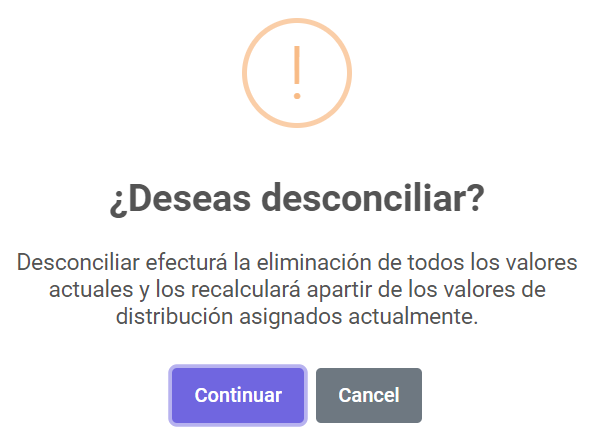 !
¿Deseas desconciliar?
Desconciliar efecturá la eliminación de todos los valores
actuales y los recalculará apartir de los valores de
distribución asignados actualmente.
Continuar Cancel